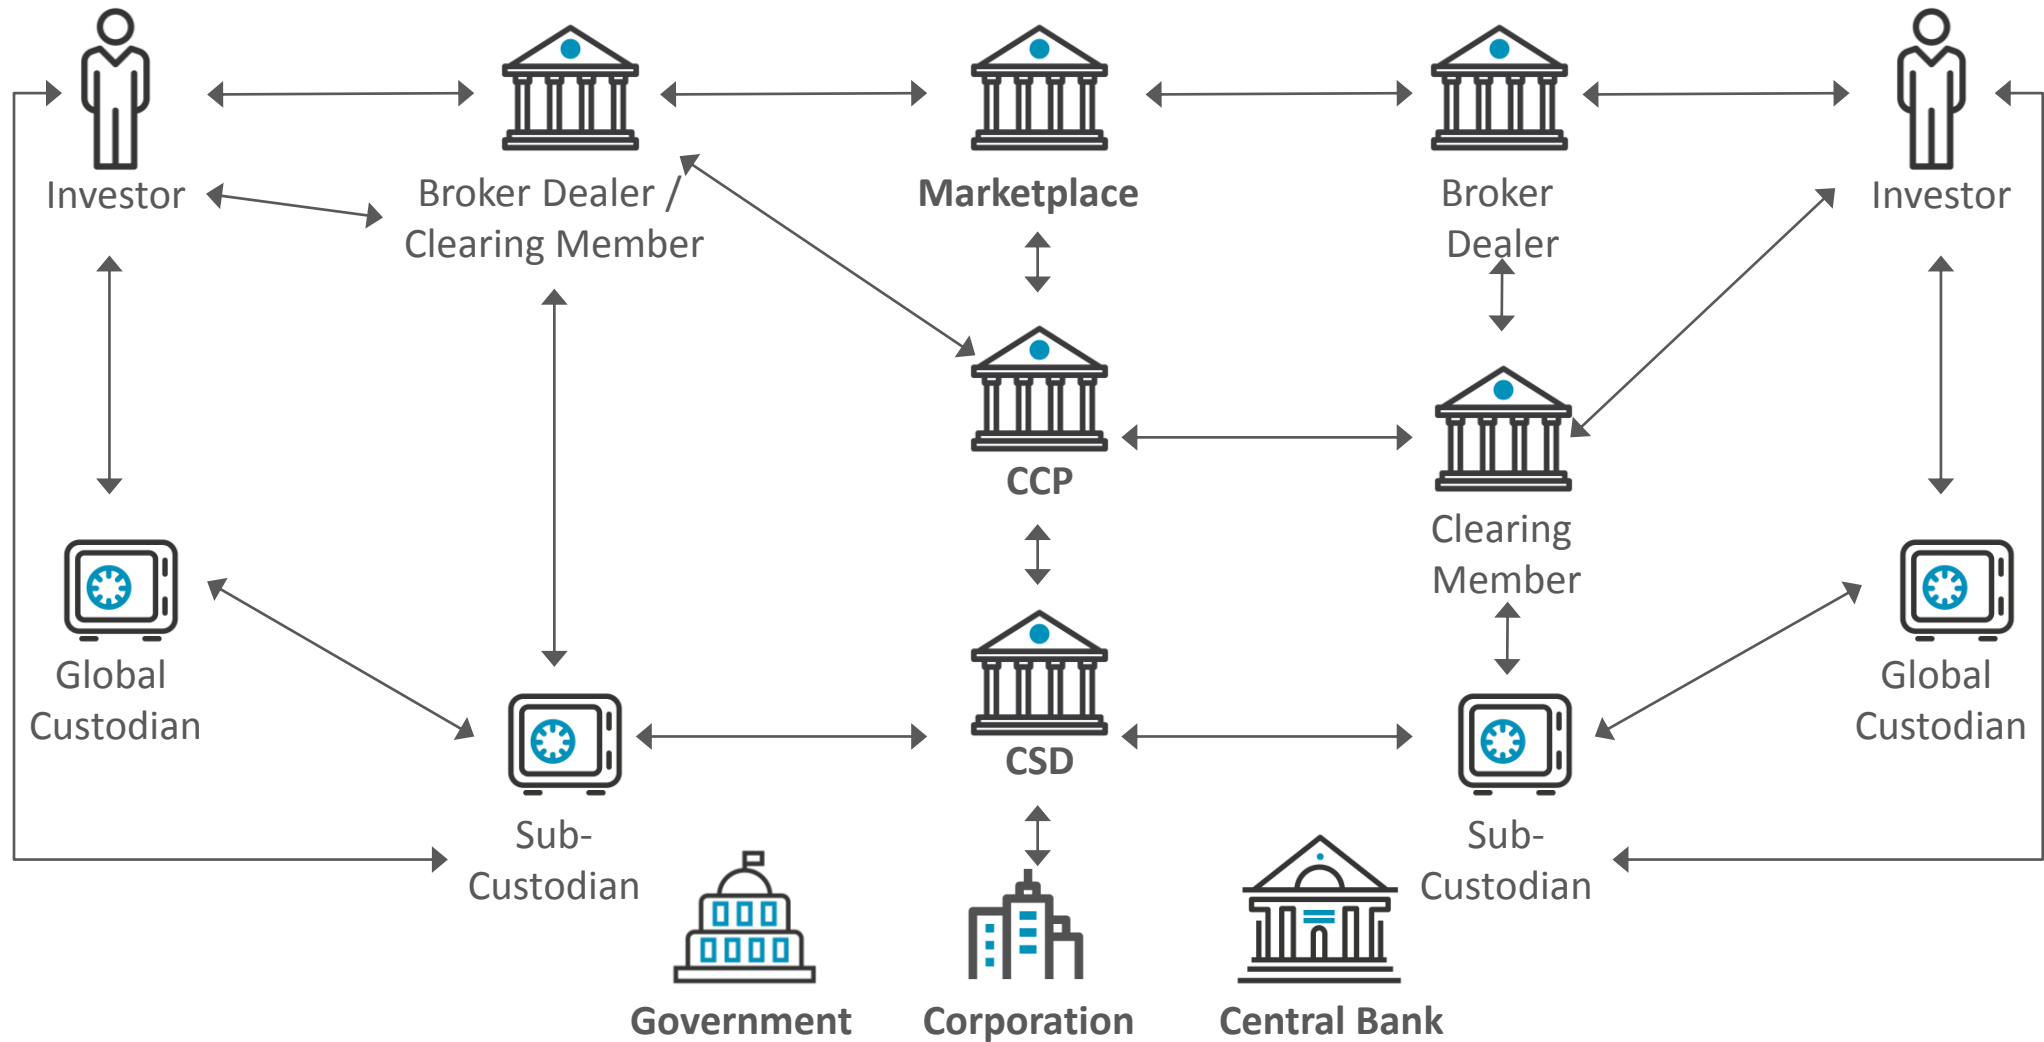 Investor
Broker Dealer /
Clearing Member
Marketplace
Broker
Dealer
Investor
CCP
Clearing
Member
Global
Custodian
CSD
Global
Custodian
Sub-
Custodian
Sub-
Custodian
Government
Corporation
Central Bank